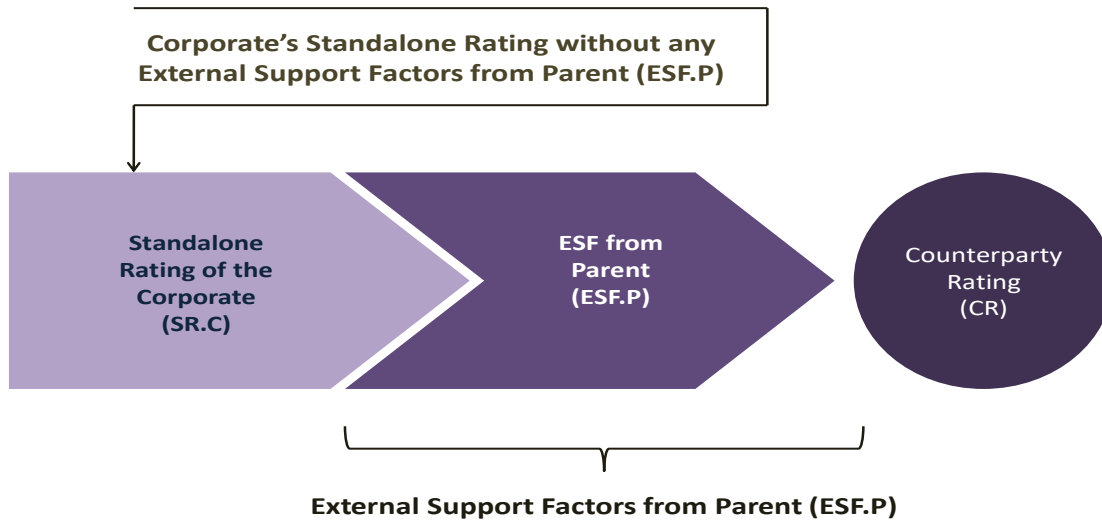 Corporate’s Standalone Rating without any
External Support Factors from Parent (ESF.P)
Standalone
Rating of the
Corporate
(SR.C)
ESF from
Parent
(ESF.P)
Counterparty
Rating
(CR)
External Support Factors from Parent (ESF.P)